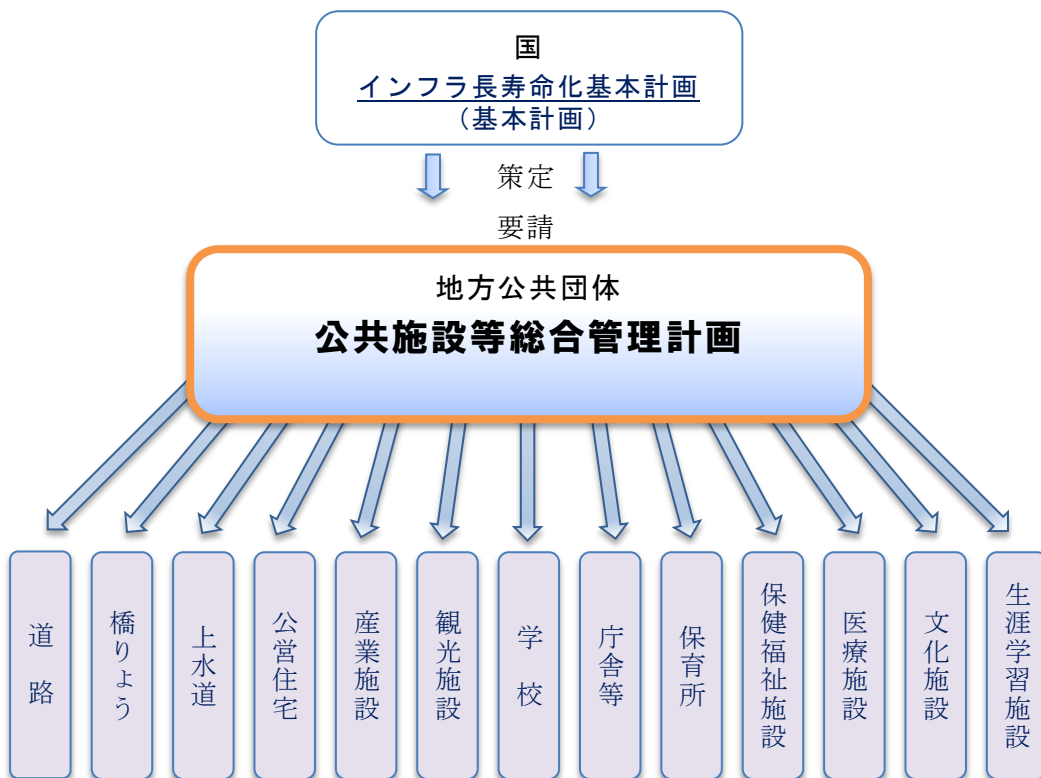 国
インフラ長寿命化基本計画
（基本計画）
策定
要請
地方公共団体
公共施設等総合管理計画
道路
橋りょう
上水道
公営住宅
産業施設
観光施設
学校
庁舎等
保育所
保健福祉施設
医療施設
文化施設
生涯学習施設